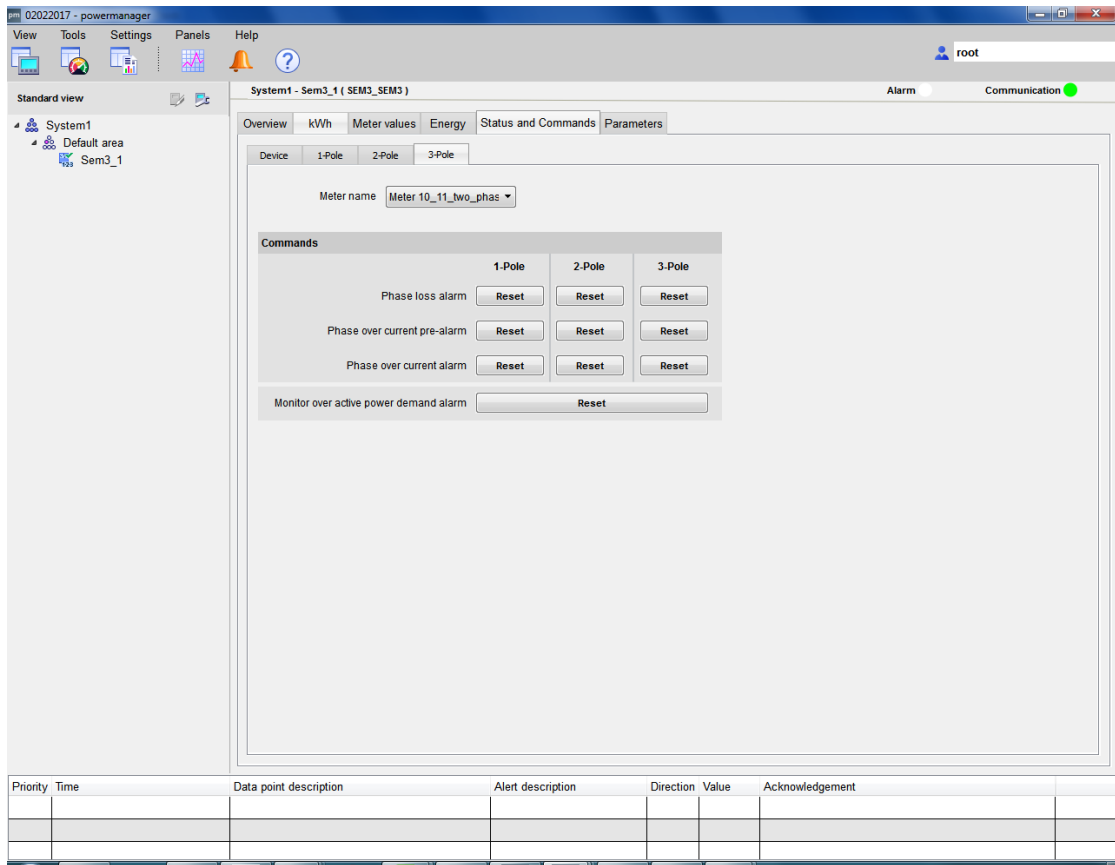 pm 02022017 - powermanager
View Tools Settings Panels Help
root
Standard view
System1 - Sem3_1 ( SEM3_SEM3 ) Alarm Communication
System1
Default area
Sem3_1
Overview kWh Meter values Energy Status and Commands Parameters
Device 1-Pole 2-Pole 3-Pole
Meter name Meter 10_11_two_phas
Commands
1-Pole 2-Pole 3-Pole
Phase loss alarm Reset Reset Reset
Phase over current pre-alarm Reset Reset Reset
Phase over current alarm Reset Reset Reset
Monitor over active power demand alarm Reset
Priority Time Data point description Alert description Direction Value Acknowledgement